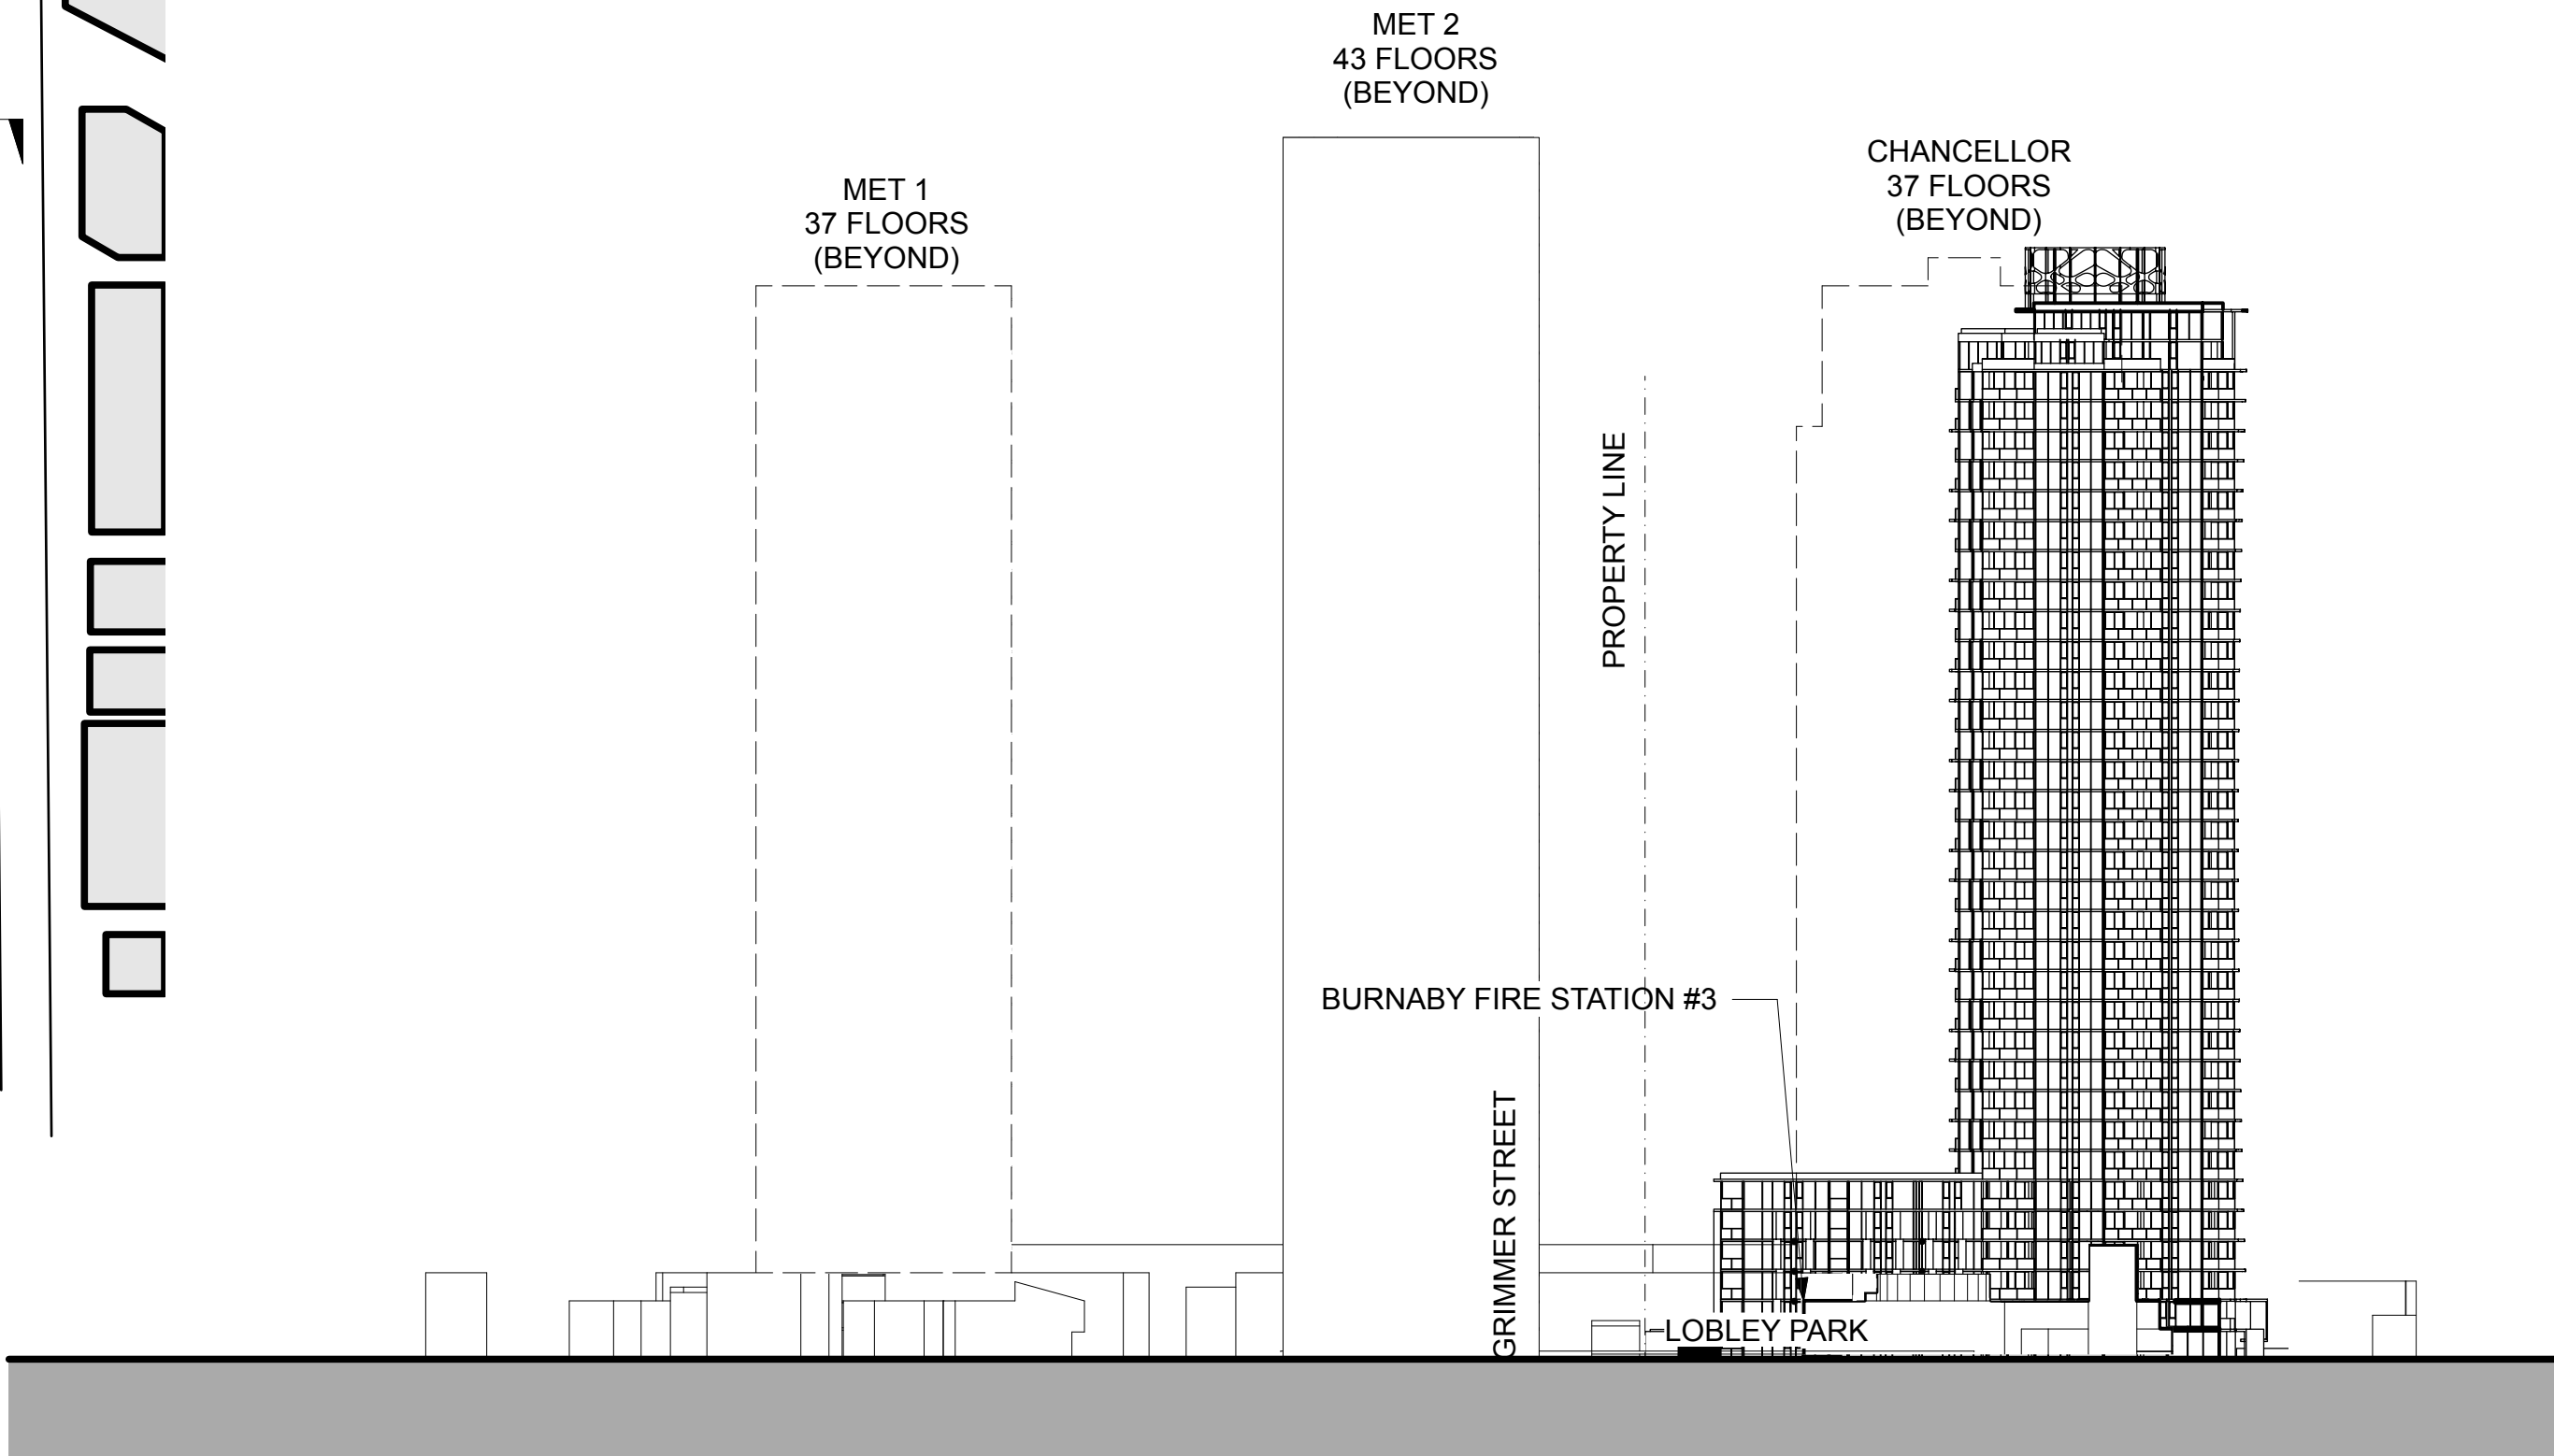 MET 2
43 FLOORS
(BEYOND)
MET 1
37 FLOORS
(BEYOND)
CHANCELLOR
37 FLOORS
(BEYOND)
PROPERTY LINE
BURNABY FIRE STATION #3
GRIMMER STREET
LOBLEY PARK